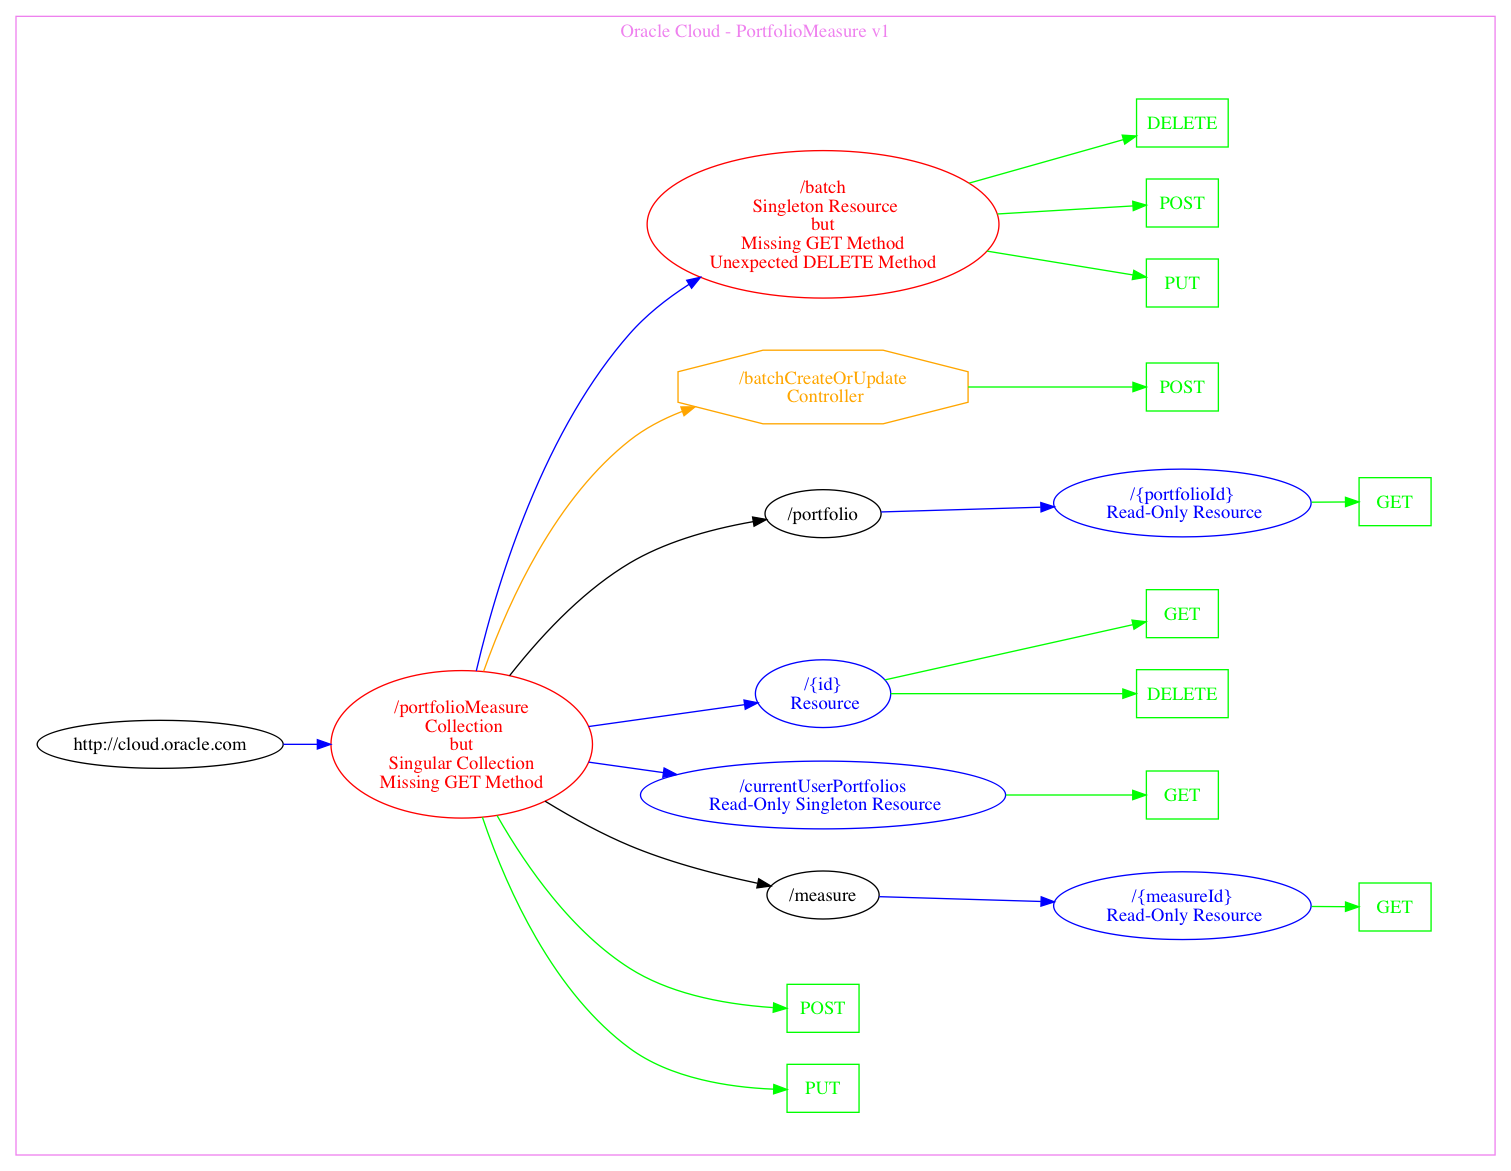 Oracle Cloud - PortfolioMeasure v1
http://cloud.oracle.com
/portfolioMeasure
Collection
but
Singular Collection
Missing GET Method
/batch
Singleton Resource
but
Missing GET Method
Unexpected DELETE Method
DELETE
POST
PUT
/batchCreateOrUpdate
Controller
POST
/portfolio
/{portfolioId}
Read-Only Resource
GET
/{id}
Resource
GET
DELETE
/currentUserPortfolios
Read-Only Singleton Resource
GET
/measure
/{measureId}
Read-Only Resource
GET
POST
PUT